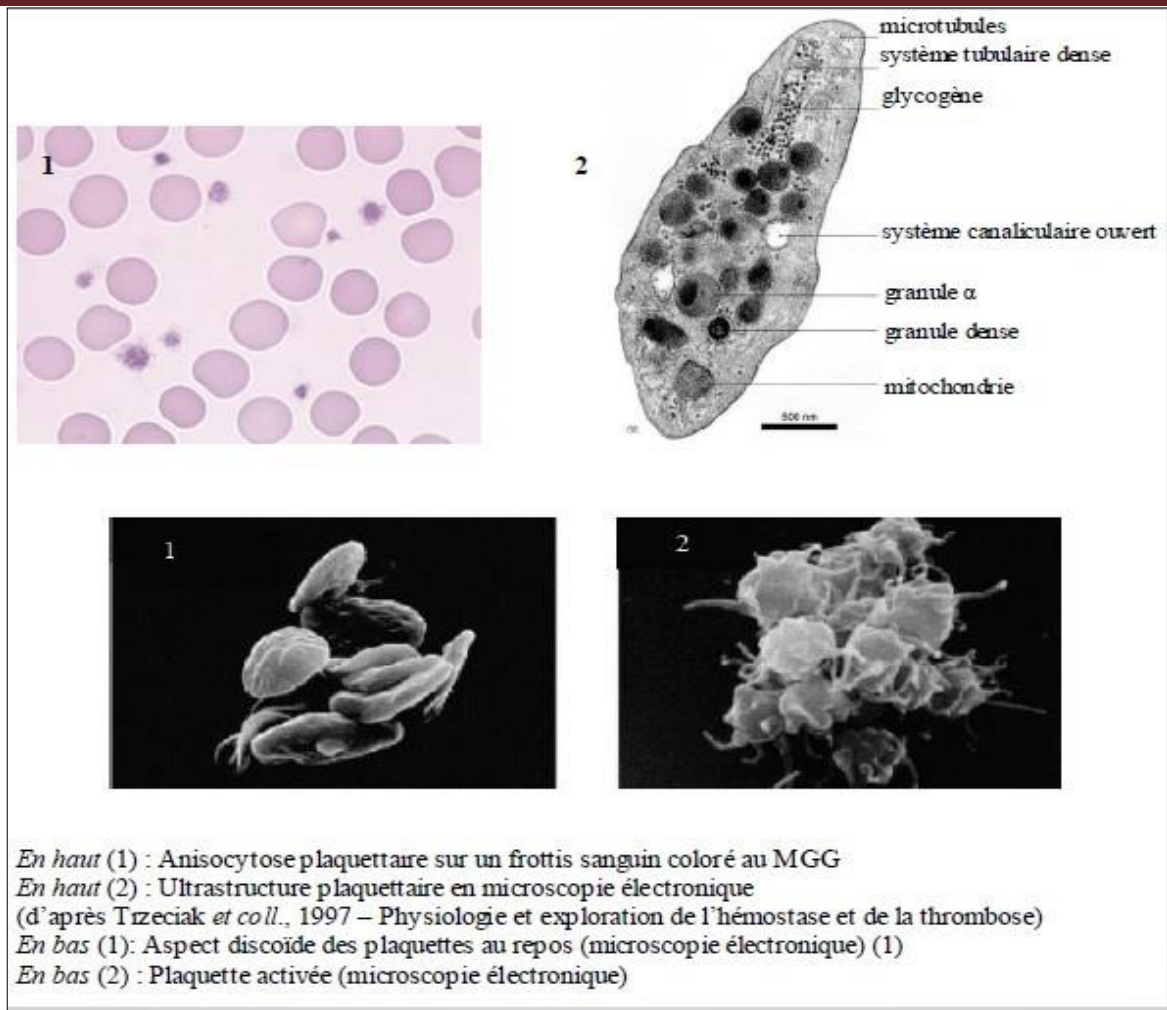 microtubules
système tubulaire dense
glycogène
1
2
système canaliculaire ouvert
granule α
granule dense
mitochondrie
500 nm
1
2
En haut (1) : Anisocytose plaquettaire sur un frottis sanguin coloré au MGG
En haut (2) : Ultrastructure plaquettaire en microscopie électronique
(d'après Trzeciak et coll., 1997 – Physiologie et exploration de l'hémostase et de la thrombose)
En bas (1): Aspect discoïde des plaquettes au repos (microscopie électronique) (1)
En bas (2) : Plaquette activée (microscopie électronique)